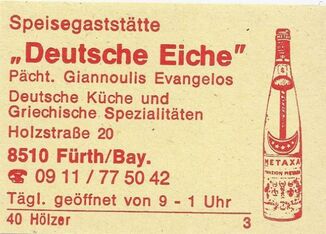 Speisegaststätte
„Deutsche Eiche”
Pächt. Giannoulis Evangelos
Deutsche Küche und
Griechische Spezialitäten
Holzstraße 20
8510 Fürth/Bay.
☎ 09 11 / 77 50 42
Tägl. geöffnet von 9 - 1 Uhr
40 Hölzer 3
METAXA